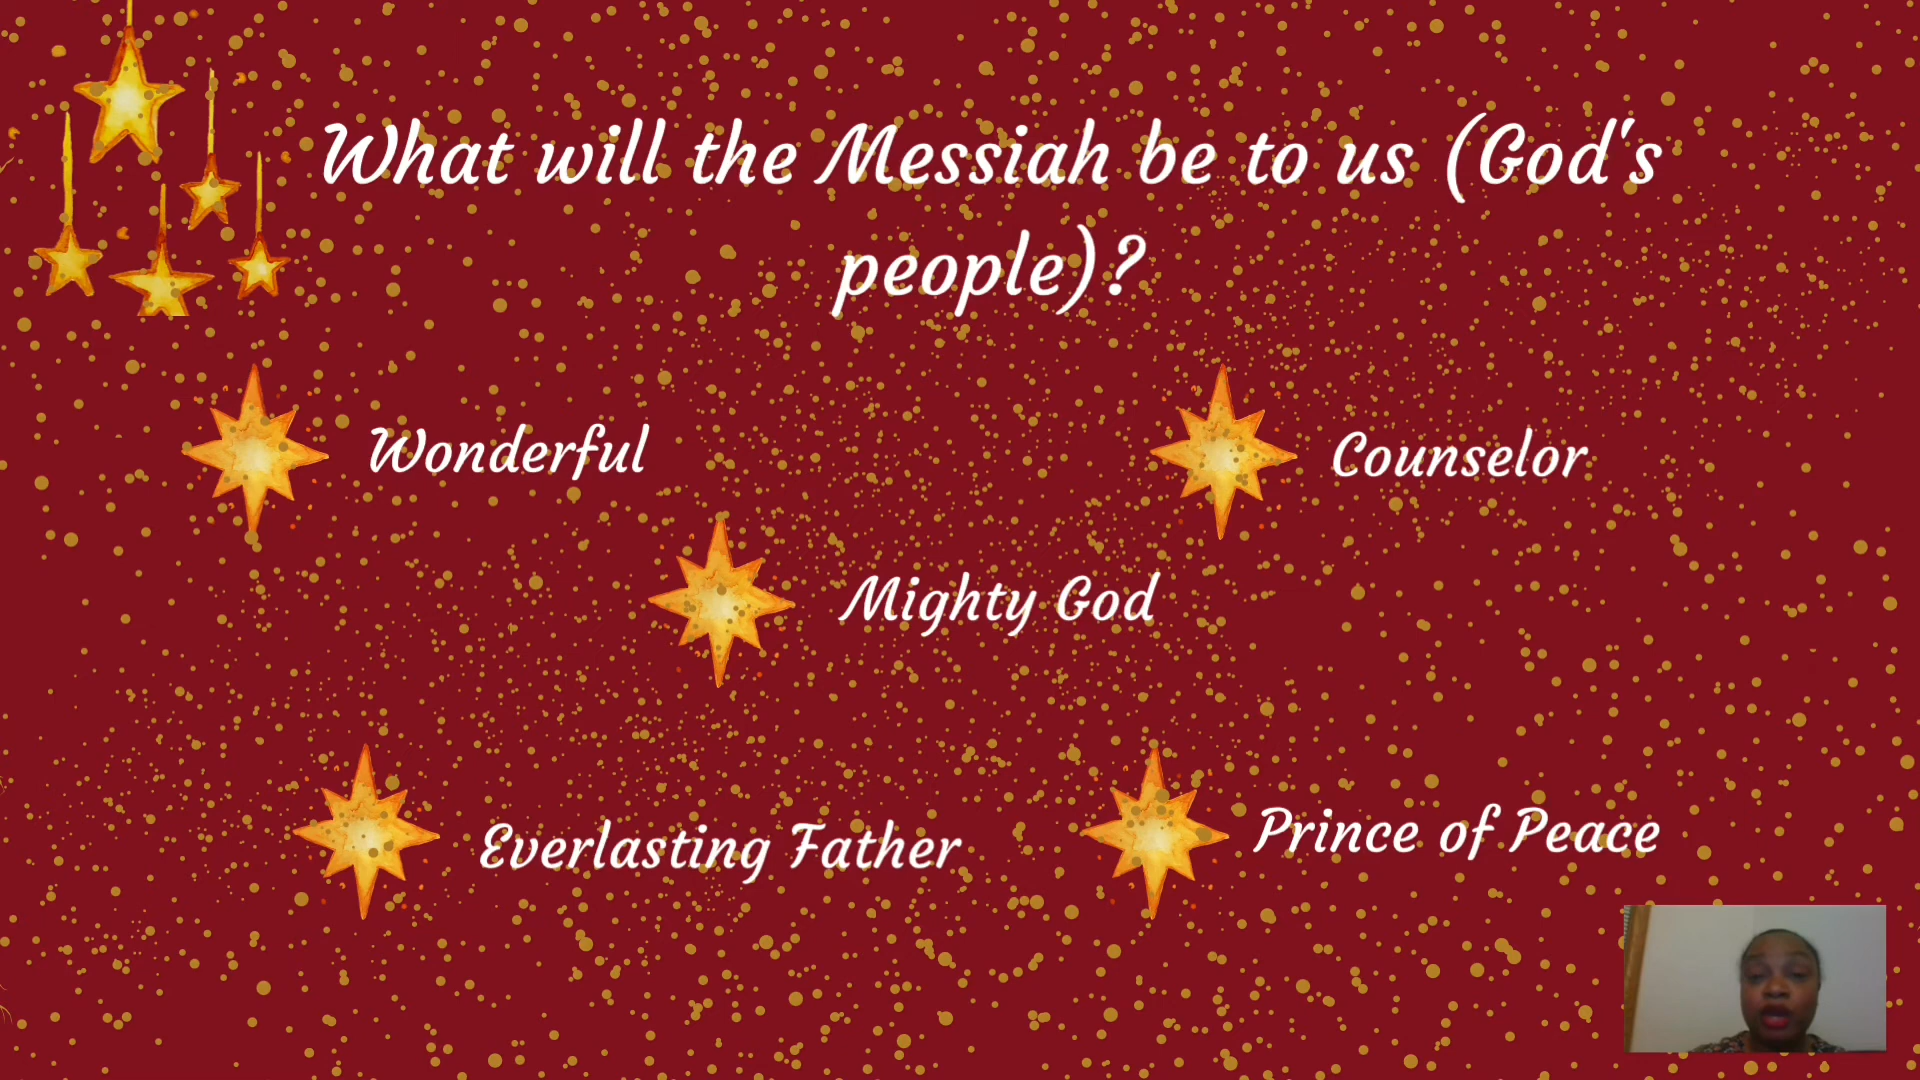 What will the Messiah be to us (God's
people)?
Wonderful
Counselor
Mighty God
Everlasting Father
Prince of Peace